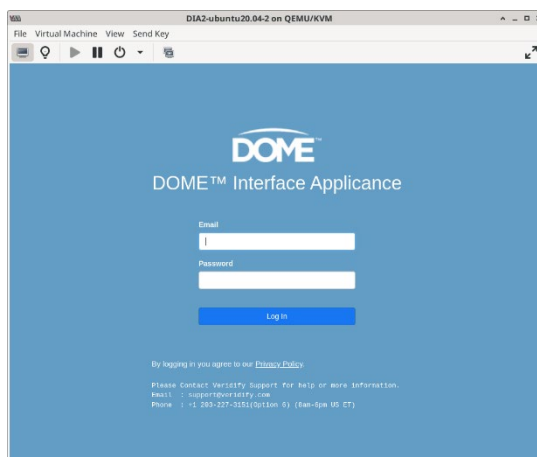 DIA2-ubuntu20.04-2 on QEMU/KVM
File Virtual Machine View Send Key
DOME™
DOME™ Interface Applicance
Email
Password
Log In
By logging in you agree to our Privacy Policy.
Please Contact Veridify Support for help or more information.
Email : support@veridify.com
Phone : +1 203-227-3151(Option 6) (8am-6pm US ET)